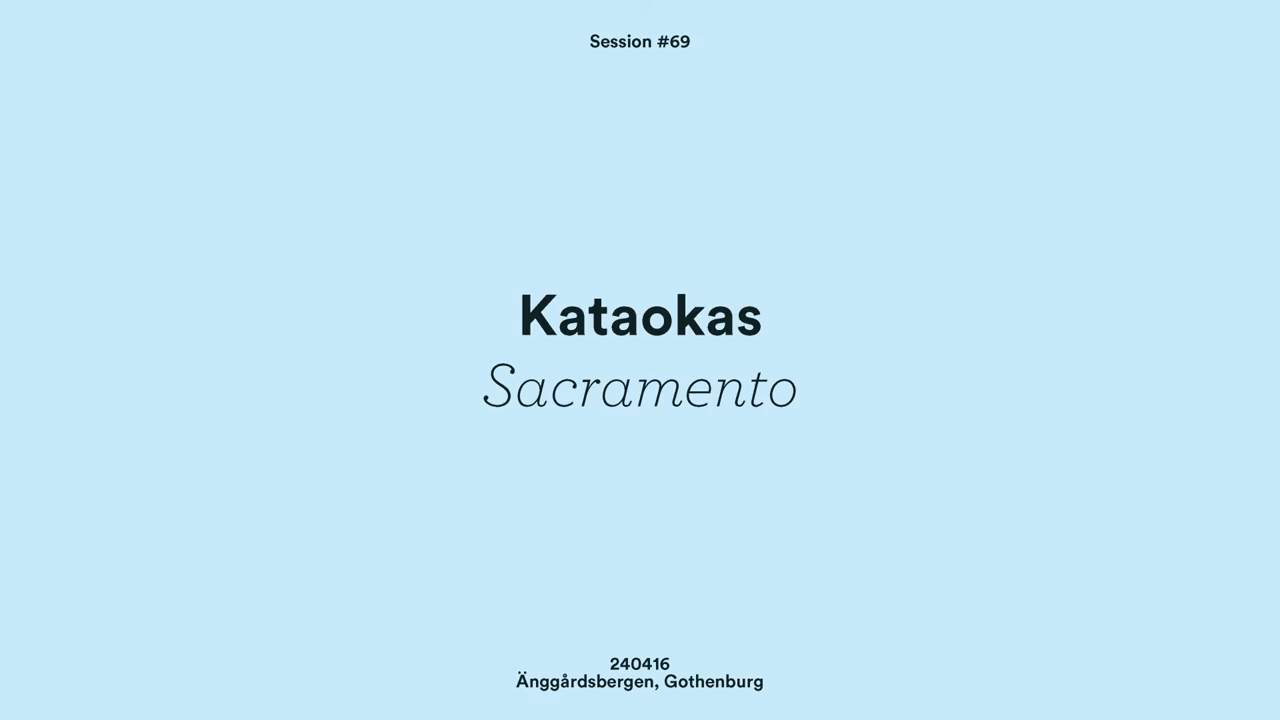 Session #69
Kataokas
Sacramento
240416
Änggårdsbergen, Gothenburg